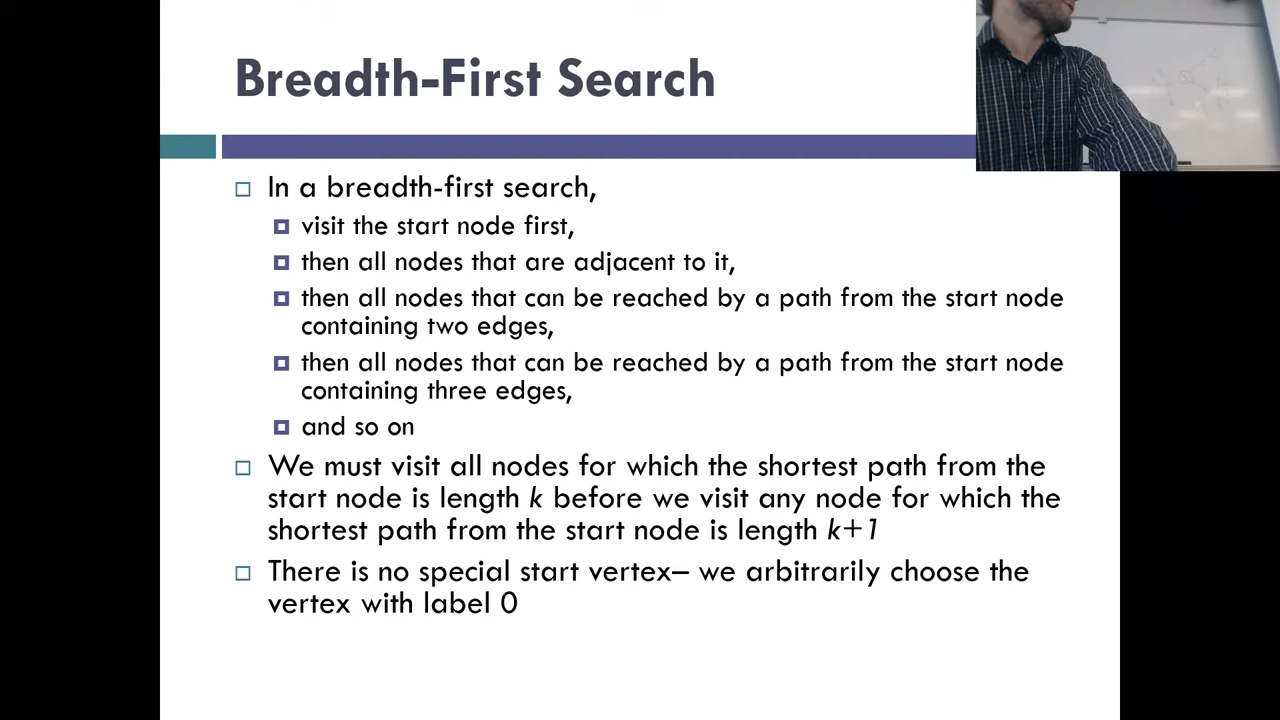 Breadth-First Search
In a breadth-first search,
visit the start node first,
then all nodes that are adjacent to it,
then all nodes that can be reached by a path from the start node
containing two edges,
then all nodes that can be reached by a path from the start node
containing three edges,
and so on
We must visit all nodes for which the shortest path from the
start node is length k before we visit any node for which the
shortest path from the start node is length k+1
There is no special start vertex– we arbitrarily choose the
vertex with label 0